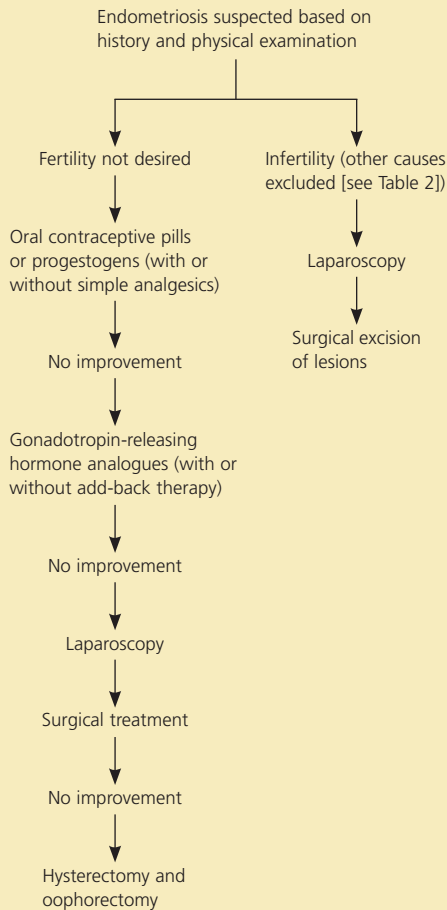 Endometriosis suspected based on
history and physical examination
Fertility not desired
Oral contraceptive pills
or progestogens (with or
without simple analgesics)
No improvement
Gonadotropin-releasing
hormone analogues (with or
without add-back therapy)
No improvement
Laparoscopy
Surgical treatment
No improvement
Hysterectomy and
oophorectomy
Infertility (other causes
excluded [see Table 2])
Laparoscopy
Surgical excision
of lesions